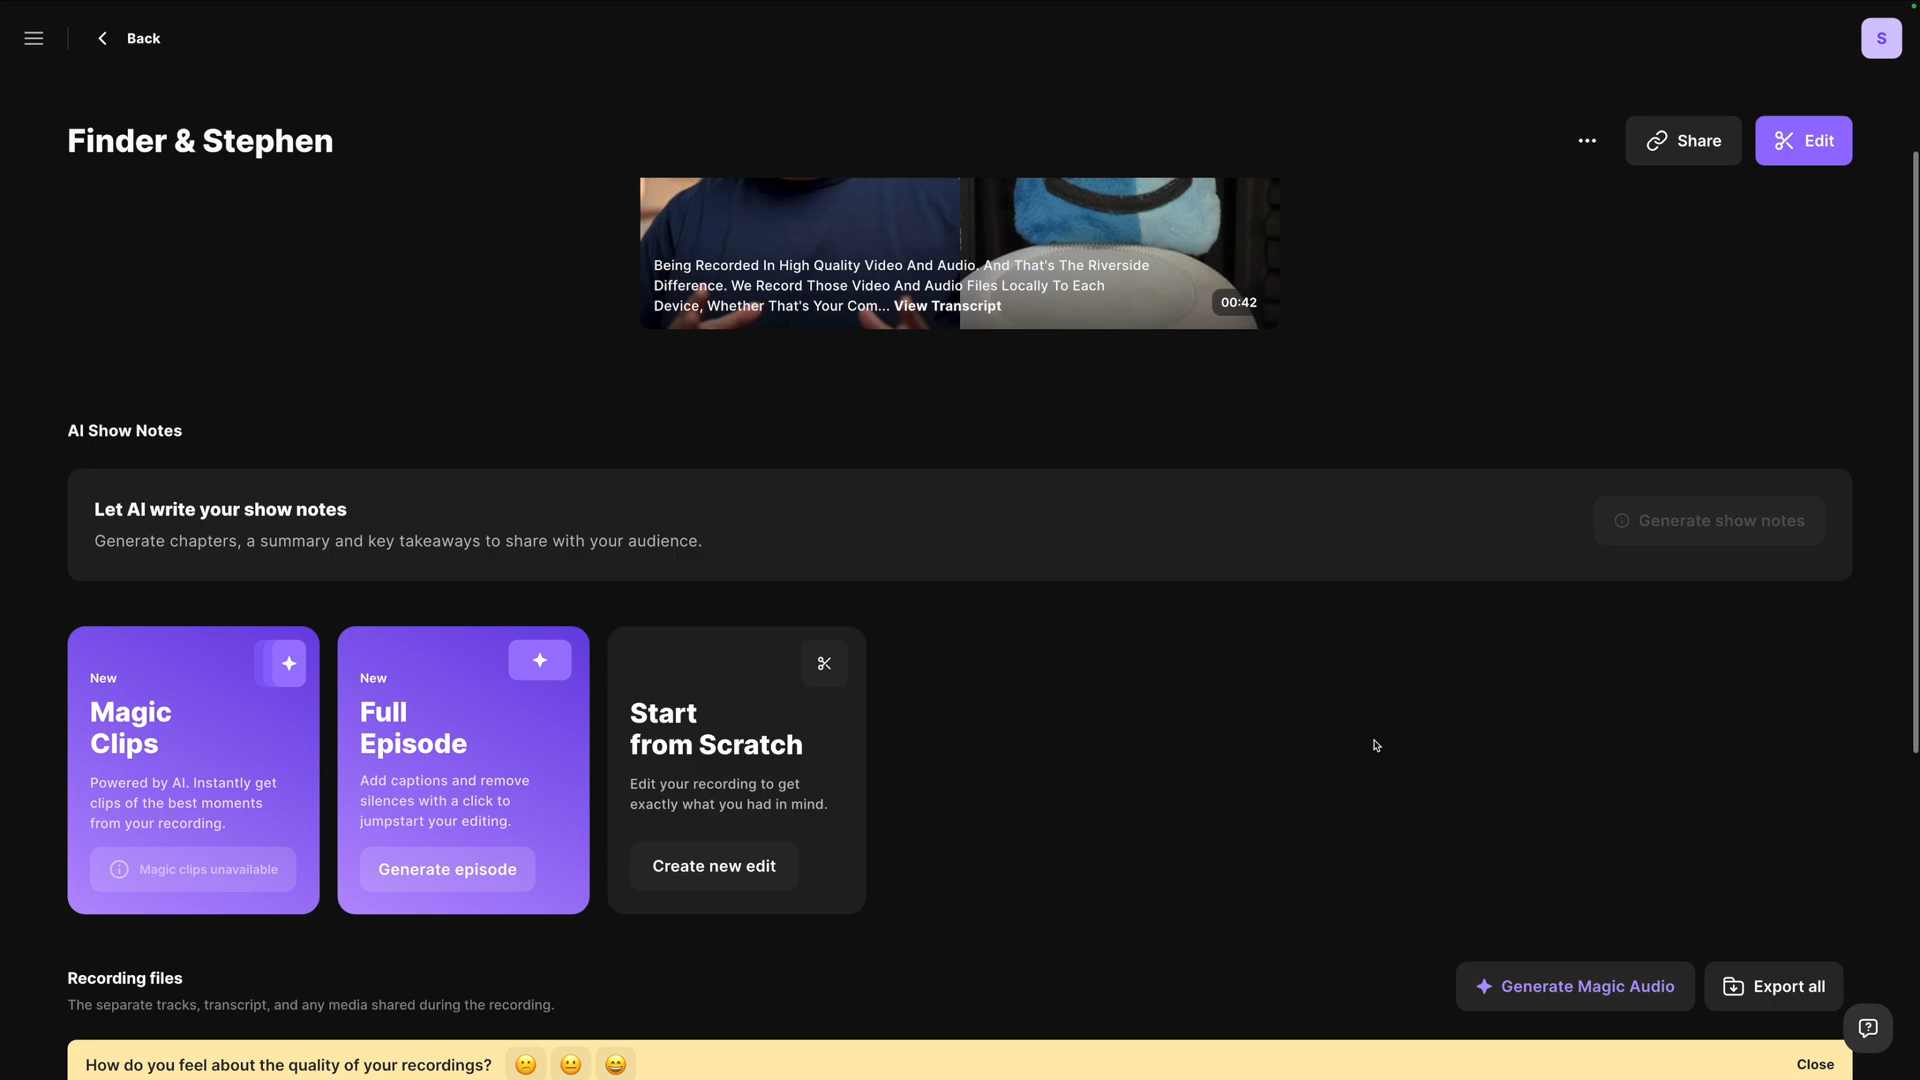 Back
S
Finder & Stephen
Share
Edit
Being Recorded In High Quality Video And Audio. And That's The Riverside
Difference. We Record Those Video And Audio Files Locally To Each
Device, Whether That's Your Com... View Transcript
00:42
AI Show Notes
Let AI write your show notes
Generate chapters, a summary and key takeaways to share with your audience.
Generate show notes
New
Magic
Clips
Powered by AI. Instantly get
clips of the best moments
from your recording.
Magic clips unavailable
New
Full
Episode
Add captions and remove
silences with a click to
jumpstart your editing.
Generate episode
Start
from Scratch
Edit your recording to get
exactly what you had in mind.
Create new edit
Recording files
The separate tracks, transcript, and any media shared during the recording.
Generate Magic Audio
Export all
How do you feel about the quality of your recordings?
Close